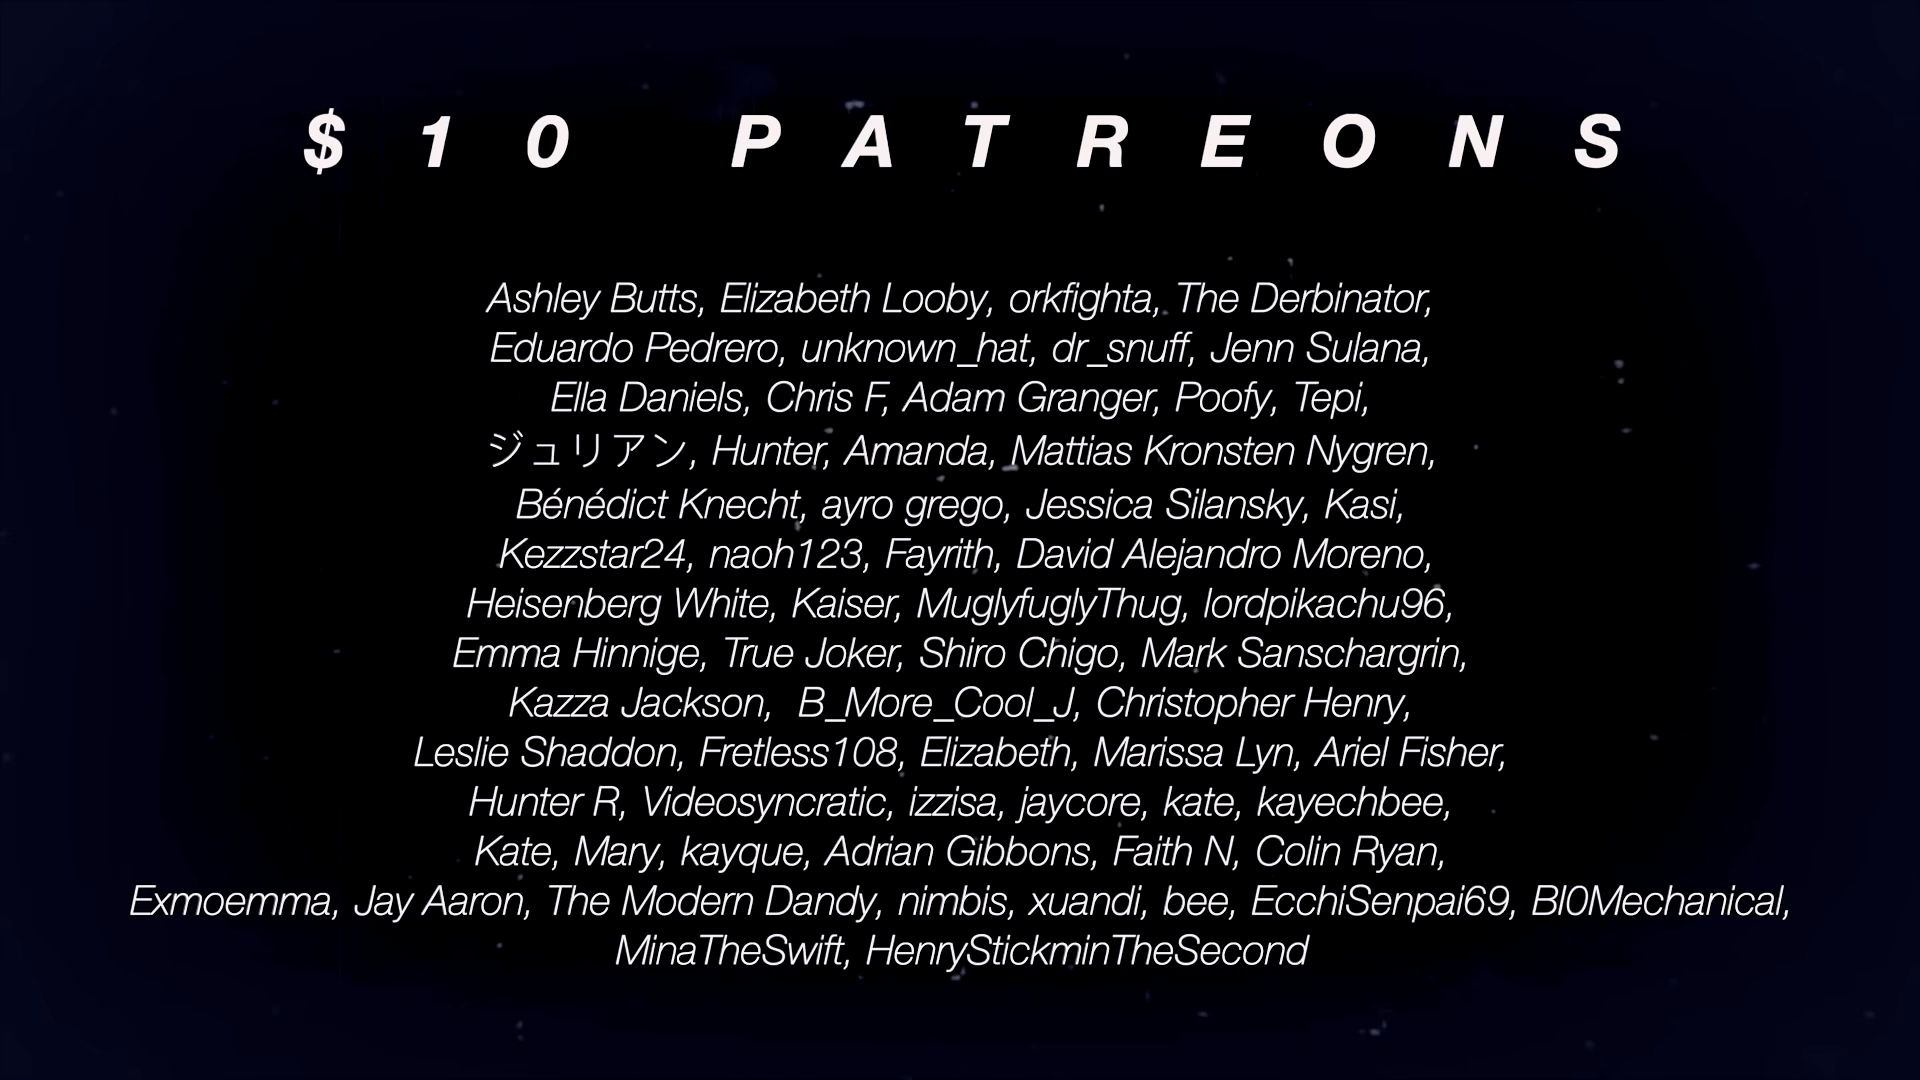 $10 PATREONS
Ashley Butts, Elizabeth Looby, orkfighta, The Derbinator,
Eduardo Pedrero, unknown_hat, dr_snuff, Jenn Sulana,
Ella Daniels, Chris F, Adam Granger, Poofy, Tepi,
ジュリアン, Hunter, Amanda, Mattias Kronsten Nygren,
Bénédict Knecht, ayro grego, Jessica Silansky, Kasi,
Kezzstar24, naoh123, Fayrith, David Alejandro Moreno,
Heisenberg White, Kaiser, MuglyfuglyThug, lordpikachu96,
Emma Hinnige, True Joker, Shiro Chigo, Mark Sanschargrin,
Kazza Jackson,  B_More_Cool_J, Christopher Henry,
Leslie Shaddon, Fretless108, Elizabeth, Marissa Lyn, Ariel Fisher,
Hunter R, Videosyncratic, izzisa, jaycore, kate, kayechbee,
Kate, Mary, kayque, Adrian Gibbons, Faith N, Colin Ryan,
Exmoemma, Jay Aaron, The Modern Dandy, nimbis, xuandi, bee, EcchiSenpai69, Bl0Mechanical,
MinaTheSwift, HenryStickminTheSecond